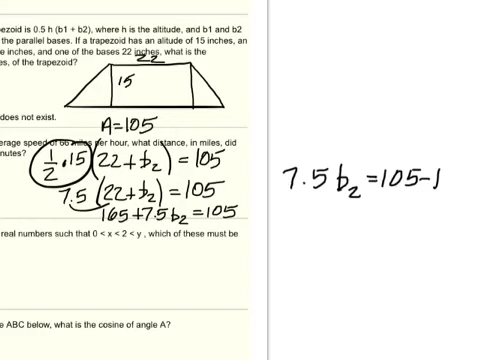 pezoid is 0.5 h (b1 + b2), where h is the altitude, and b1 and b2
the parallel bases. If a trapezoid has an alitude of 15 inches, an
e inches, and one of the bases 22 inches, what is the
es, of the trapezoid?
22
15
does not exist.
A=105
erage speed of 66 miles per hour, what distance, in miles, did
nutes?
1/2 · 15 (22 + b2) = 105
7.5 (22 + b2) = 105
165 + 7.5 b2 = 105
7.5 b2 = 105 - 1
real numbers such that 0 < x < 2 < y , which of these must be
e ABC below, what is the cosine of angle A?